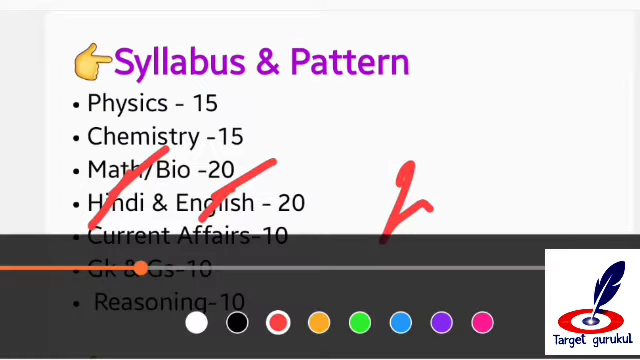 Syllabus & Pattern
• Physics - 15
• Chemistry -15
• Math/Bio -20
• Hindi & English - 20
• Current Affairs-10
• Gk & Gs-10
Reasoning-10
Target gurukul